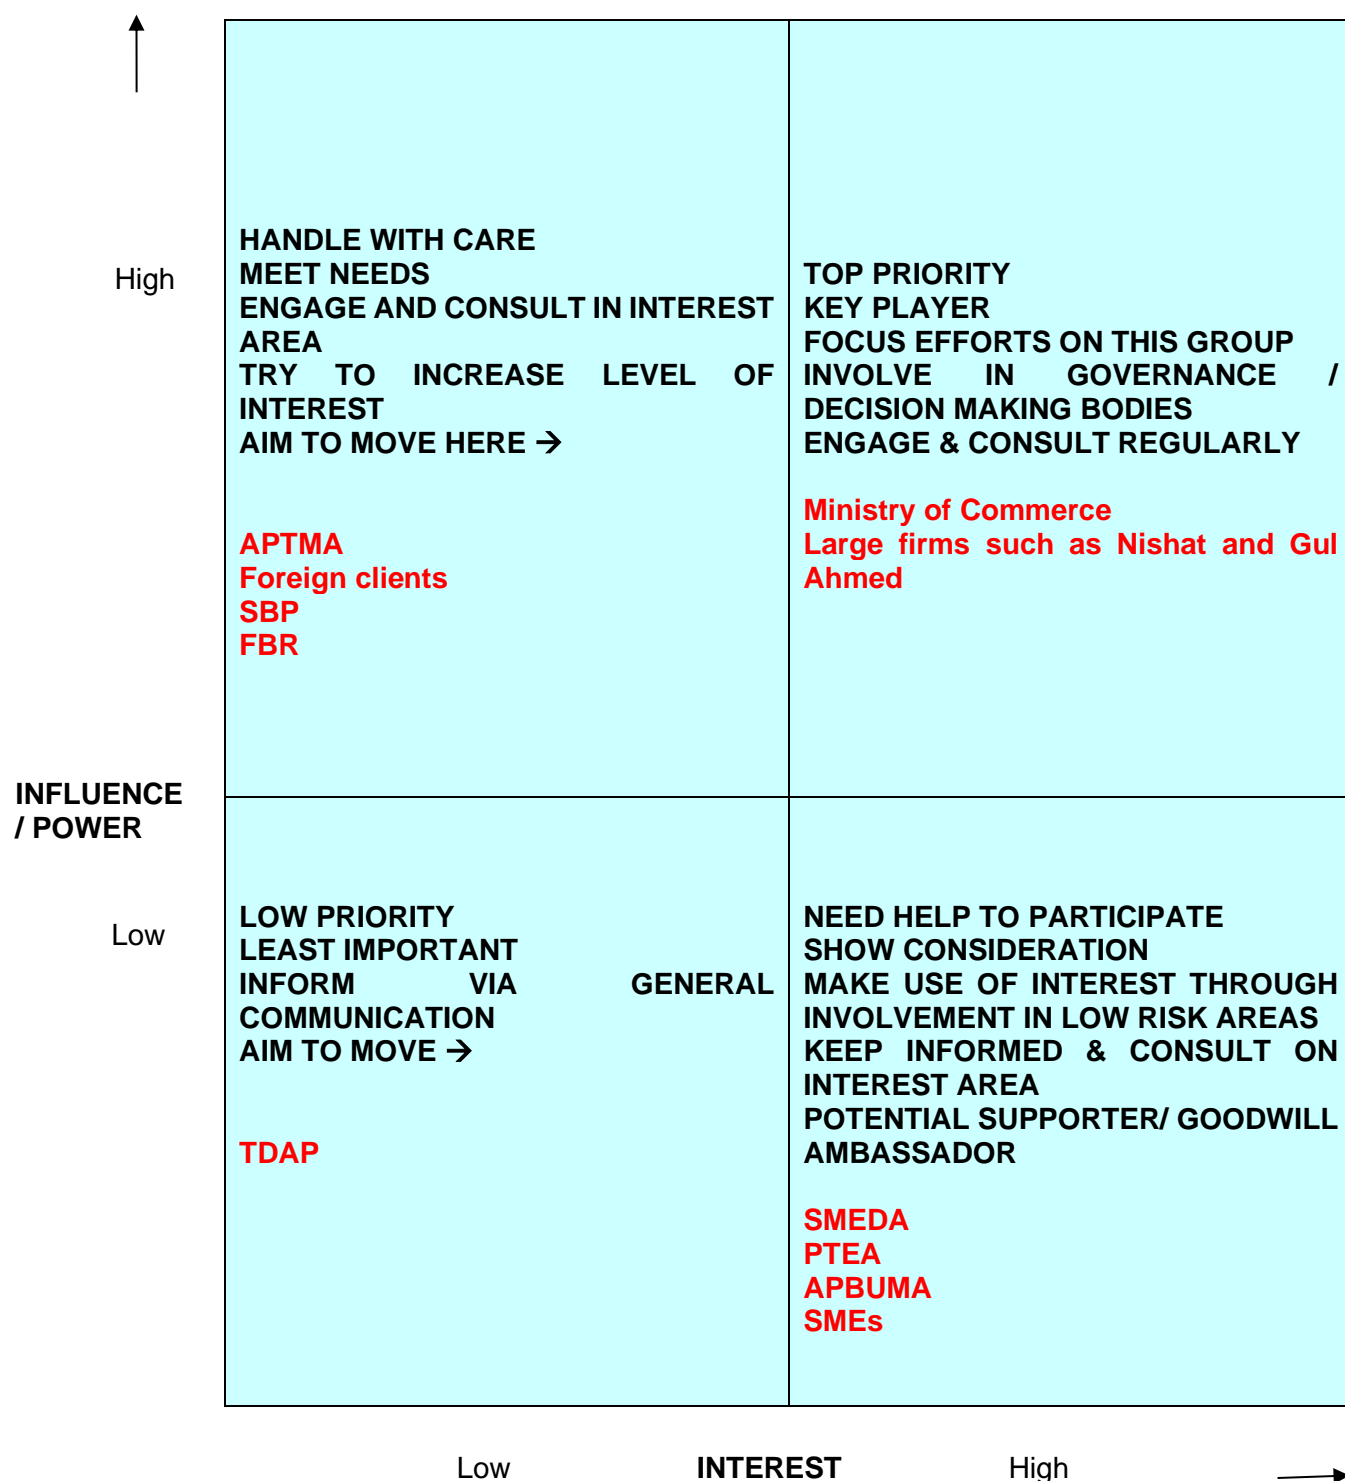 HANDLE WITH CARE
MEET NEEDS
ENGAGE AND CONSULT IN INTEREST
AREA
TRY TO INCREASE LEVEL OF
INTEREST
AIM TO MOVE HERE →
APTMA
Foreign clients
SBP
FBR
High
TOP PRIORITY
KEY PLAYER
FOCUS EFFORTS ON THIS GROUP
INVOLVE IN GOVERNANCE /
DECISION MAKING BODIES
ENGAGE & CONSULT REGULARLY
Ministry of Commerce
Large firms such as Nishat and Gul
Ahmed
INFLUENCE
/ POWER
Low
LOW PRIORITY
LEAST IMPORTANT
INFORM VIA GENERAL
COMMUNICATION
AIM TO MOVE →
TDAP
NEED HELP TO PARTICIPATE
SHOW CONSIDERATION
MAKE USE OF INTEREST THROUGH
INVOLVEMENT IN LOW RISK AREAS
KEEP INFORMED & CONSULT ON
INTEREST AREA
POTENTIAL SUPPORTER/ GOODWILL
AMBASSADOR
SMEDA
PTEA
APBUMA
SMEs
Low INTEREST High